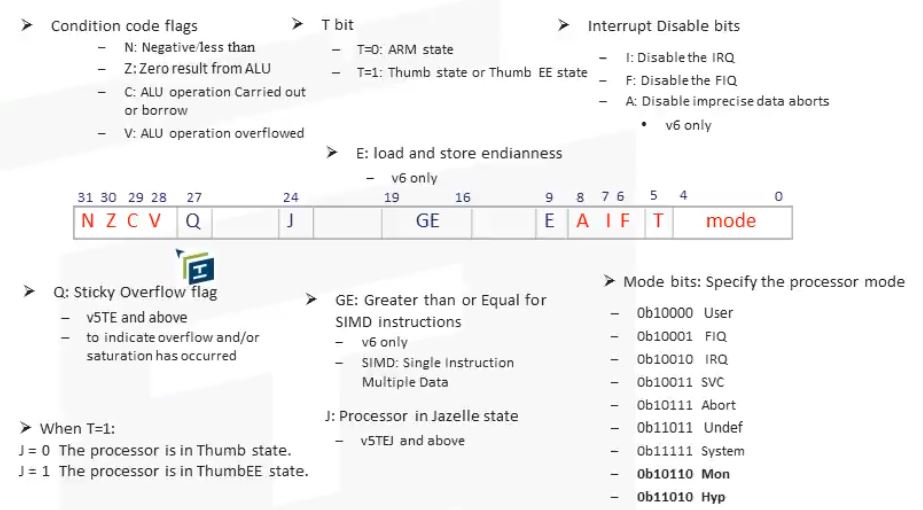 ➤ Condition code flags
– N: Negative/less than
– Z: Zero result from ALU
– C: ALU operation Carried out
or borrow
– V: ALU operation overflowed
➤ T bit
– T=0: ARM state
– T=1: Thumb state or Thumb EE state
➤ Interrupt Disable bits
– I: Disable the IRQ
– F: Disable the FIQ
– A: Disable imprecise data aborts
• v6 only
➤ E: load and store endianness
– v6 only
31 30 29 28 27 24 19 16 9 8 7 6 5 4 0
N Z C V Q J GE E A I F T mode
➤ Q: Sticky Overflow flag
– v5TE and above
– to indicate overflow and/or
saturation has occurred
➤ When T=1:
J = 0 The processor is in Thumb state.
J = 1 The processor is in ThumbEE state.
➤ GE: Greater than or Equal for
SIMD instructions
– v6 only
– SIMD: Single Instruction
Multiple Data
J: Processor in Jazelle state
– v5TEJ and above
➤ Mode bits: Specify the processor mode
– 0b10000 User
– 0b10001 FIQ
– 0b10010 IRQ
– 0b10011 SVC
– 0b10111 Abort
– 0b11011 Undef
– 0b11111 System
– 0b10110 Mon
– 0b11010 Hyp